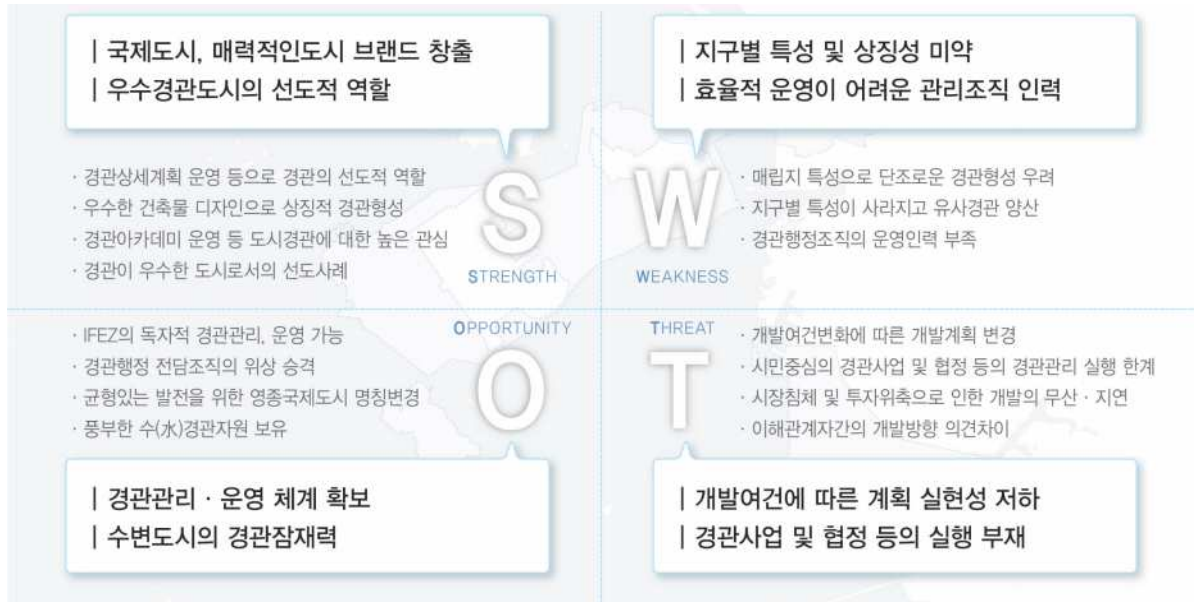 | 국제도시, 매력적인도시 브랜드 창출
| 우수경관도시의 선도적 역할
· 경관상세계획 운영 등으로 경관의 선도적 역할
· 우수한 건축물 디자인으로 상징적 경관형성
· 경관아카데미 운영 등 도시경관에 대한 높은 관심
· 경관이 우수한 도시로서의 선도사례
S
STRENGTH
| 지구별 특성 및 상징성 미약
| 효율적 운영이 어려운 관리조직 인력
W
WEAKNESS
· 매립지 특성으로 단조로운 경관형성 우려
· 지구별 특성이 사라지고 유사경관 양산
· 경관행정조직의 운영인력 부족
· IFEZ의 독자적 경관관리, 운영 가능
· 경관행정 전담조직의 위상 승격
· 균형있는 발전을 위한 영종국제도시 명칭변경
· 풍부한 수(水)경관자원 보유
OPPORTUNITY
O
| 경관관리 · 운영 체계 확보
| 수변도시의 경관잠재력
THREAT
T
· 개발여건변화에 따른 개발계획 변경
· 시민중심의 경관사업 및 협정 등의 경관관리 실행 한계
· 시장침체 및 투자위축으로 인한 개발의 무산 · 지연
· 이해관계자간의 개발방향 의견차이
| 개발여건에 따른 계획 실현성 저하
| 경관사업 및 협정 등의 실행 부재